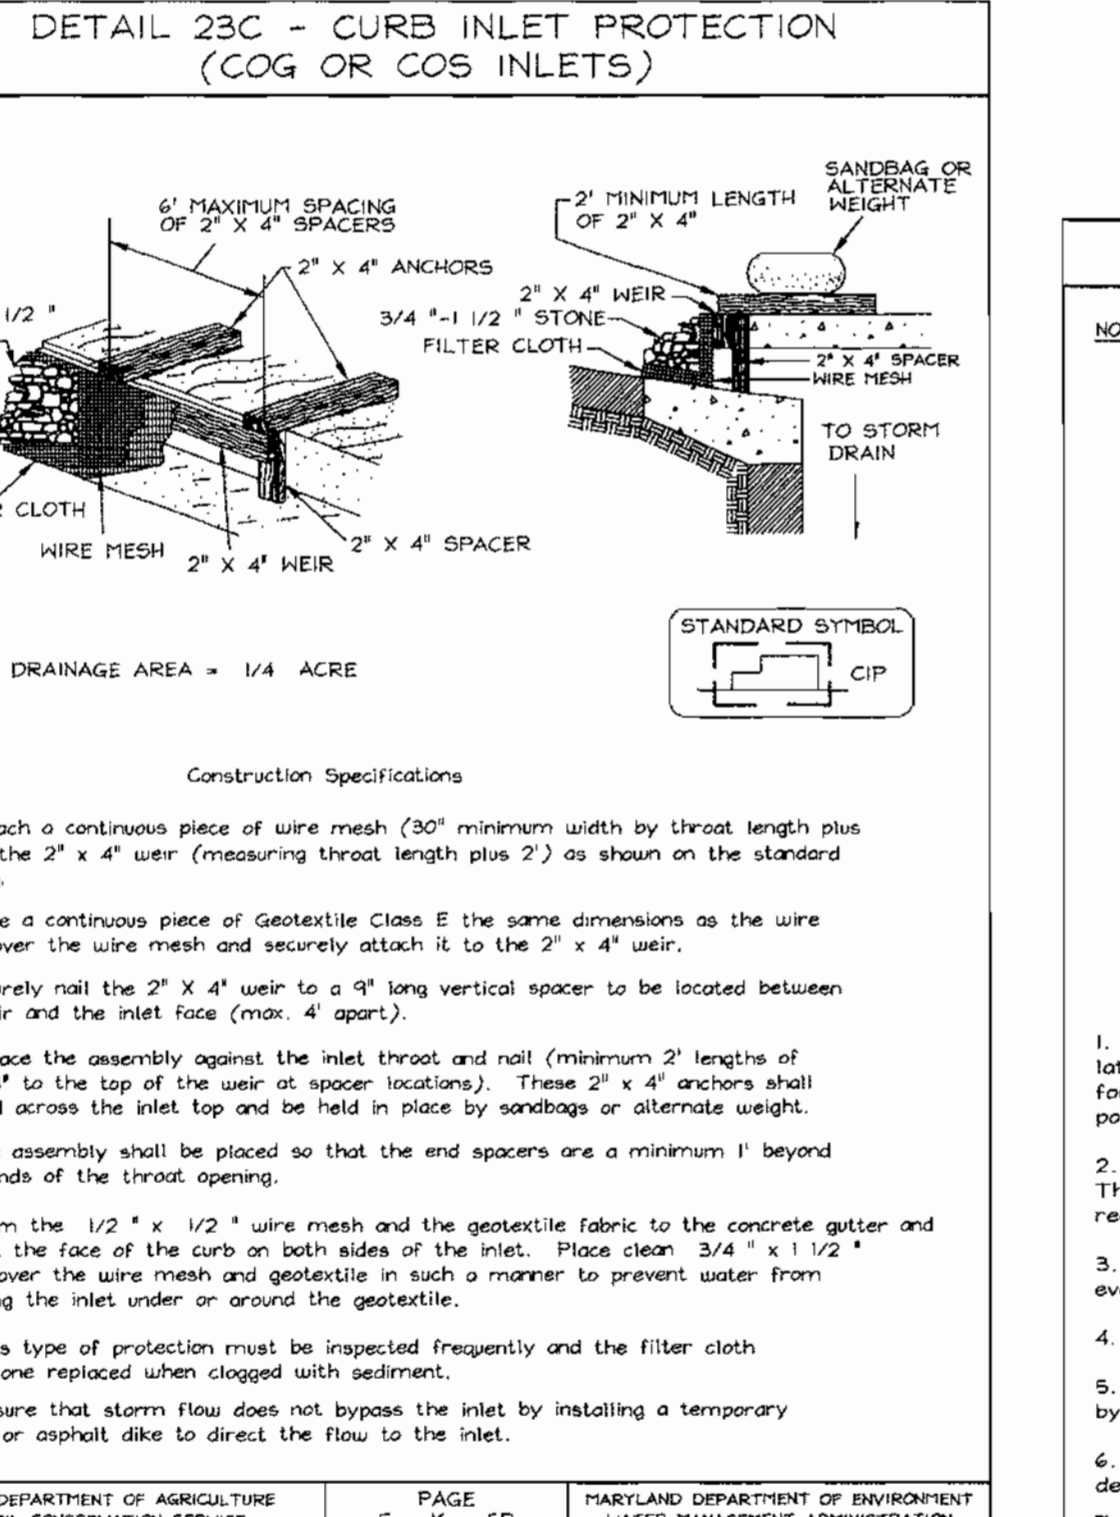 DETAIL 23C - CURB INLET PROTECTION
(COG OR COS INLETS)
6' MAXIMUM SPACING
OF 2" X 4" SPACERS
2" X 4" ANCHORS
1/2 "
CLOTH
WIRE MESH
2" X 4" WEIR
2" X 4" SPACER
2' MINIMUM LENGTH
OF 2" X 4"
SANDBAG OR
ALTERNATE
WEIGHT
2" X 4" WEIR
3/4 "-1 1/2 " STONE
FILTER CLOTH
2" X 4" SPACER
WIRE MESH
TO STORM
DRAIN
DRAINAGE AREA = 1/4 ACRE
STANDARD SYMBOL
CIP
Construction Specifications
ach a continuous piece of wire mesh (30" minimum width by throat length plus
the 2" x 4" weir (measuring throat length plus 2') as shown on the standard
e a continuous piece of Geotextile Class E the same dimensions as the wire
over the wire mesh and securely attach it to the 2" x 4" weir.
urely nail the 2" X 4" weir to a 9" long vertical spacer to be located between
ir and the inlet face (max. 4' apart).
ace the assembly against the inlet throat and nail (minimum 2' lengths of
" to the top of the weir at spacer locations). These 2" x 4" anchors shall
across the inlet top and be held in place by sandbags or alternate weight.
assembly shall be placed so that the end spacers are a minimum 1' beyond
nds of the throat opening.
m the 1/2 " x 1/2 " wire mesh and the geotextile fabric to the concrete gutter and
the face of the curb on both sides of the inlet. Place clean 3/4 " x 1 1/2 "
over the wire mesh and geotextile in such a manner to prevent water from
ng the inlet under or around the geotextile.
s type of protection must be inspected frequently and the filter cloth
one replaced when clogged with sediment.
sure that storm flow does not bypass the inlet by installing a temporary
or asphalt dike to direct the flow to the inlet.
DEPARTMENT OF AGRICULTURE
PAGE
MARYLAND DEPARTMENT OF ENVIRONMENT
WATER MANAGEMENT ADMINISTRATION
NO
1.
lat
for
po
2.
Th
re
3.
eve
4.
5.
by
6.
de